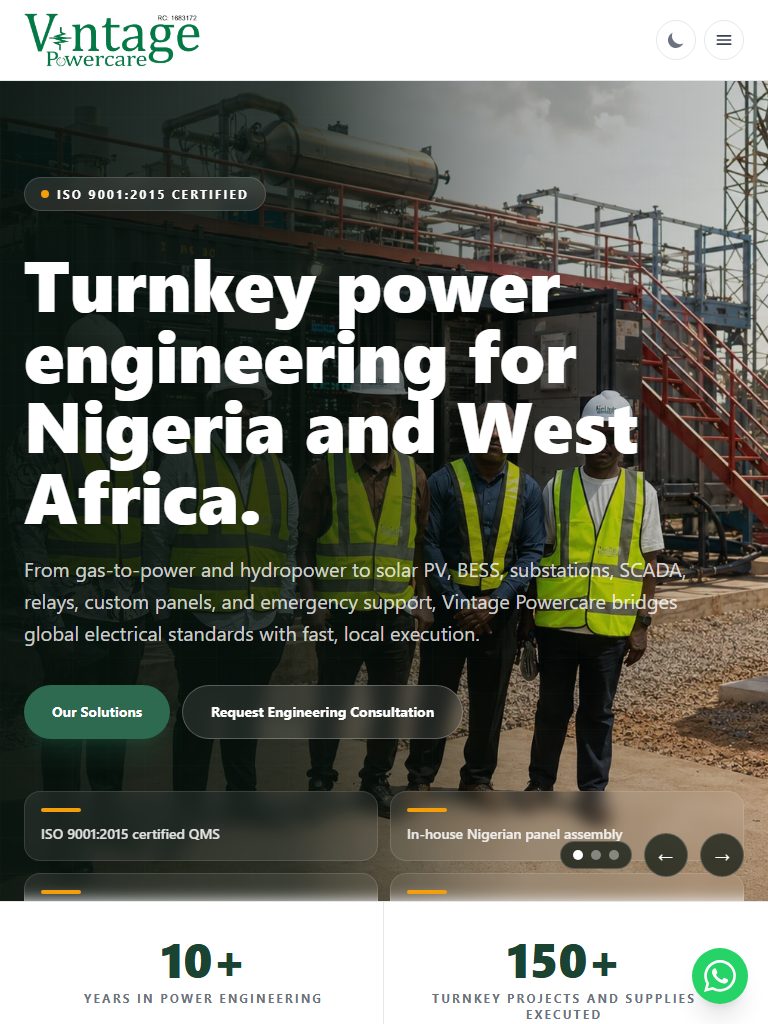 RC: 1683172
Vintage
Powercare
ISO 9001:2015 CERTIFIED
Turnkey power
engineering for
Nigeria and West
Africa.
From gas-to-power and hydropower to solar PV, BESS, substations, SCADA,
relays, custom panels, and emergency support, Vintage Powercare bridges
global electrical standards with fast, local execution.
Our Solutions
Request Engineering Consultation
ISO 9001:2015 certified QMS
In-house Nigerian panel assembly
← →
10+
YEARS IN POWER ENGINEERING
150+
TURNKEY PROJECTS AND SUPPLIES
EXECUTED